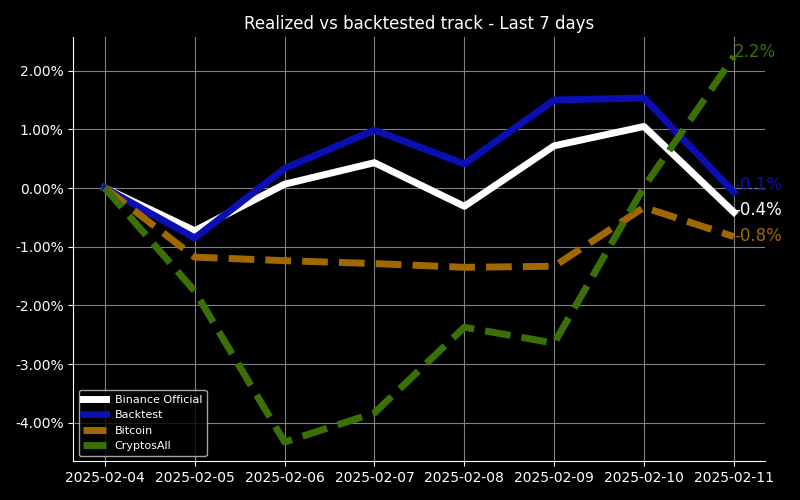 Realized vs backtested track - Last 7 days
2.00%
1.00%
0.00%
-1.00%
-2.00%
-3.00%
-4.00%
2.2%
-0.1%
-0.4%
-0.8%
Binance Official
Backtest
Bitcoin
CryptosAll
2025-02-04 2025-02-05 2025-02-06 2025-02-07 2025-02-08 2025-02-09 2025-02-10 2025-02-11